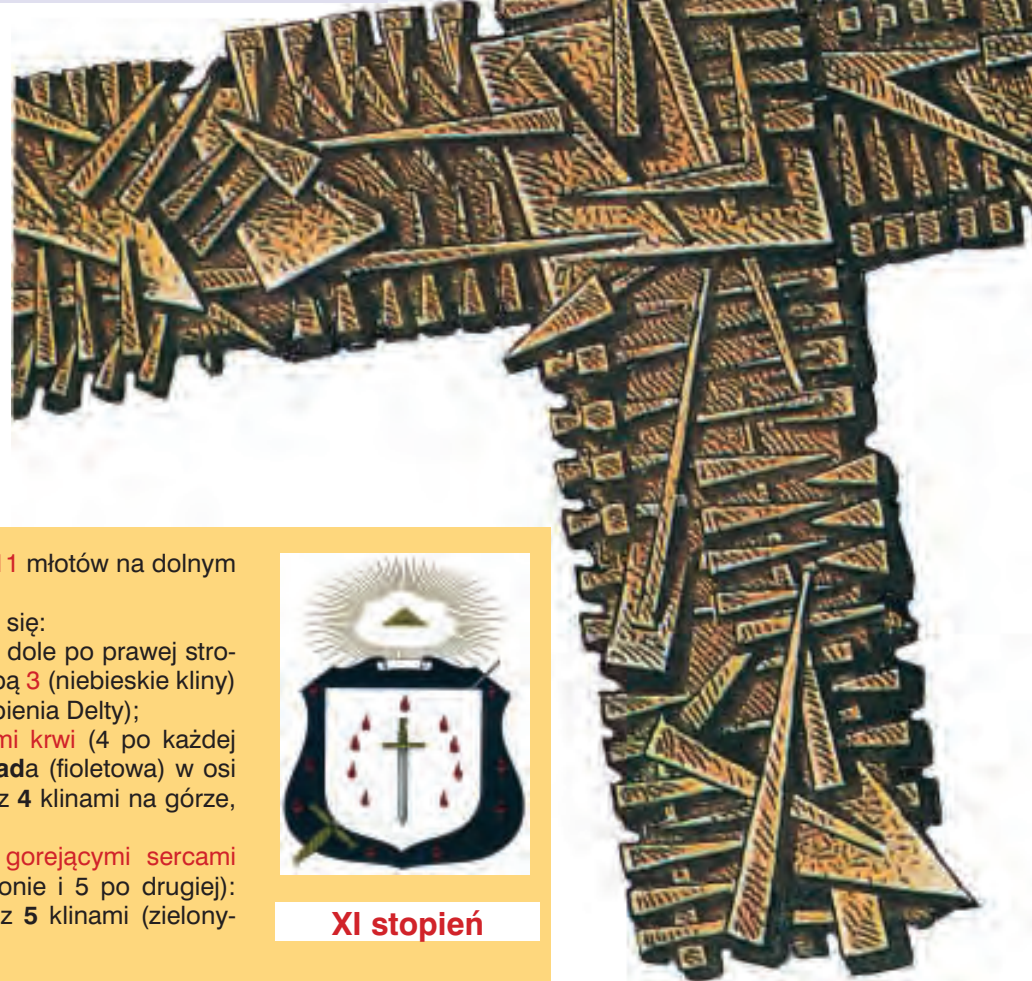 11 młotów na dolnym
się:
dole po prawej stro-
bą 3 (niebieskie kliny)
pienia Delty);
mi krwi (4 po każdej
ada (fioletowa) w osi
z 4 klinami na górze,
gorejącymi sercami
onie i 5 po drugiej):
z 5 klinami (zielony-
XI stopień